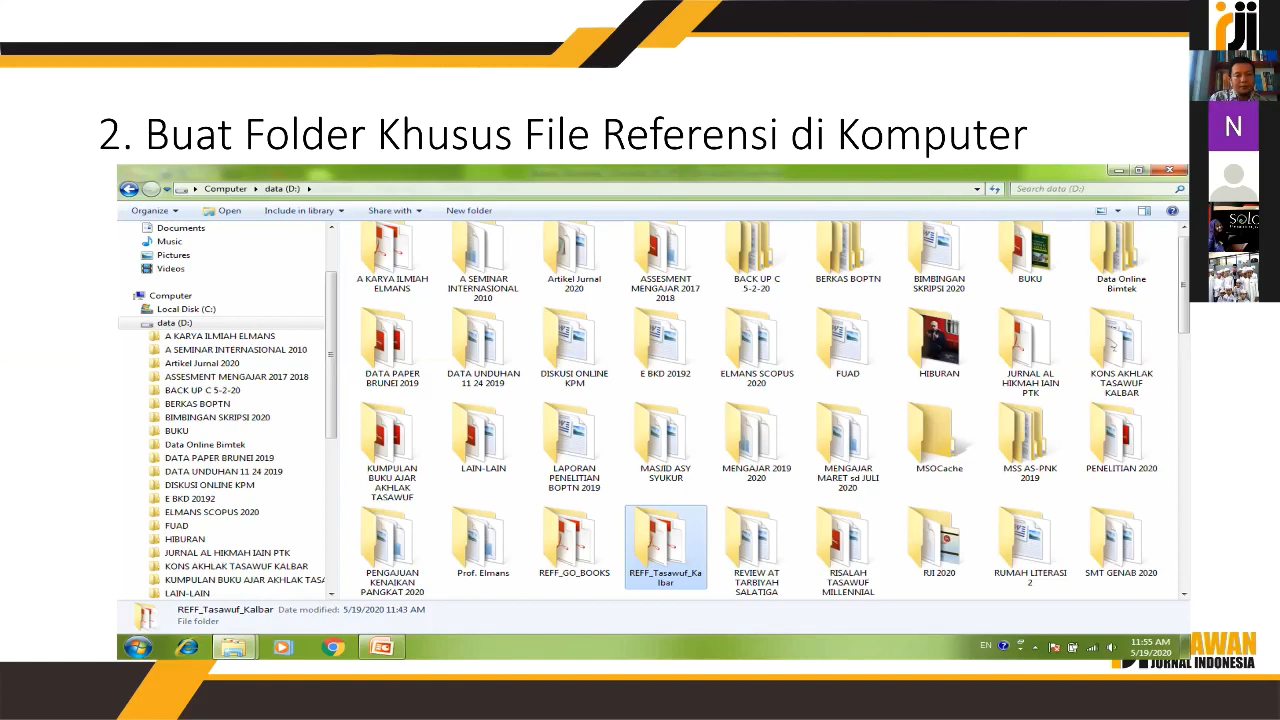 rji
2. Buat Folder Khusus File Referensi di Komputer
N
SOLO
Computer
data (D:)
Search data (D:)
Organize
Open
Include in library
Share with
New folder
Documents
Music
Pictures
Videos
Computer
Local Disk (C:)
data (D:)
A KARYA ILMIAH ELMANS
A SEMINAR INTERNASIONAL 2010
Artikel Jurnal 2020
ASSESMENT MENGAJAR 2017 2018
BACK UP C 5-2-20
BERKAS BOPTN
BIMBINGAN SKRIPSI 2020
BUKU
Data Online Bimtek
DATA PAPER BRUNEI 2019
DATA UNDUHAN 11 24 2019
DISKUSI ONLINE KPM
E BKD 20192
ELMANS SCOPUS 2020
FUAD
HIBURAN
JURNAL AL HIKMAH IAIN PTK
KONS AKHLAK TASAWUF KALBAR
KUMPULAN BUKU AJAR AKHLAK TASA
LAIN-LAIN
A KARYA ILMIAH
ELMANS
A SEMINAR
INTERNASIONAL
2010
Artikel Jurnal
2020
ASSESMENT
MENGAJAR 2017
2018
BACK UP C
5-2-20
BERKAS BOPTN
BIMBINGAN
SKRIPSI 2020
BUKU
Data Online
Bimtek
DATA PAPER
BRUNEI 2019
DATA UNDUHAN
11 24 2019
DISKUSI ONLINE
KPM
E BKD 20192
ELMANS SCOPUS
2020
FUAD
HIBURAN
JURNAL AL
HIKMAH IAIN
PTK
KONS AKHLAK
TASAWUF
KALBAR
KUMPULAN
BUKU AJAR
AKHLAK
TASAWUF
LAIN-LAIN
LAPORAN
PENELITIAN
BOPTN 2019
MASJID ASY
SYUKUR
MENGAJAR 2019
2020
MENGAJAR
MARET sd JULI
2020
MSOCache
MSS AS-PNK
2019
PENELITIAN 2020
PENGAJUAN
KENAIKAN
PANGKAT 2020
Prof. Elmans
REFF_GO_BOOKS
REFF_Tasawuf_Ka
lbar
REVIEW AT
TARBIYAH
SALATIGA
RISALAH
TASAWUF
MILLENNIAL
RJI 2020
RUMAH LITERASI
2
SMT GENAB 2020
REFF_Tasawuf_Kalbar Date modified: 5/19/2020 11:43 AM
File folder
EN
11:55 AM
5/19/2020
AWAN
JURNAL INDONESIA